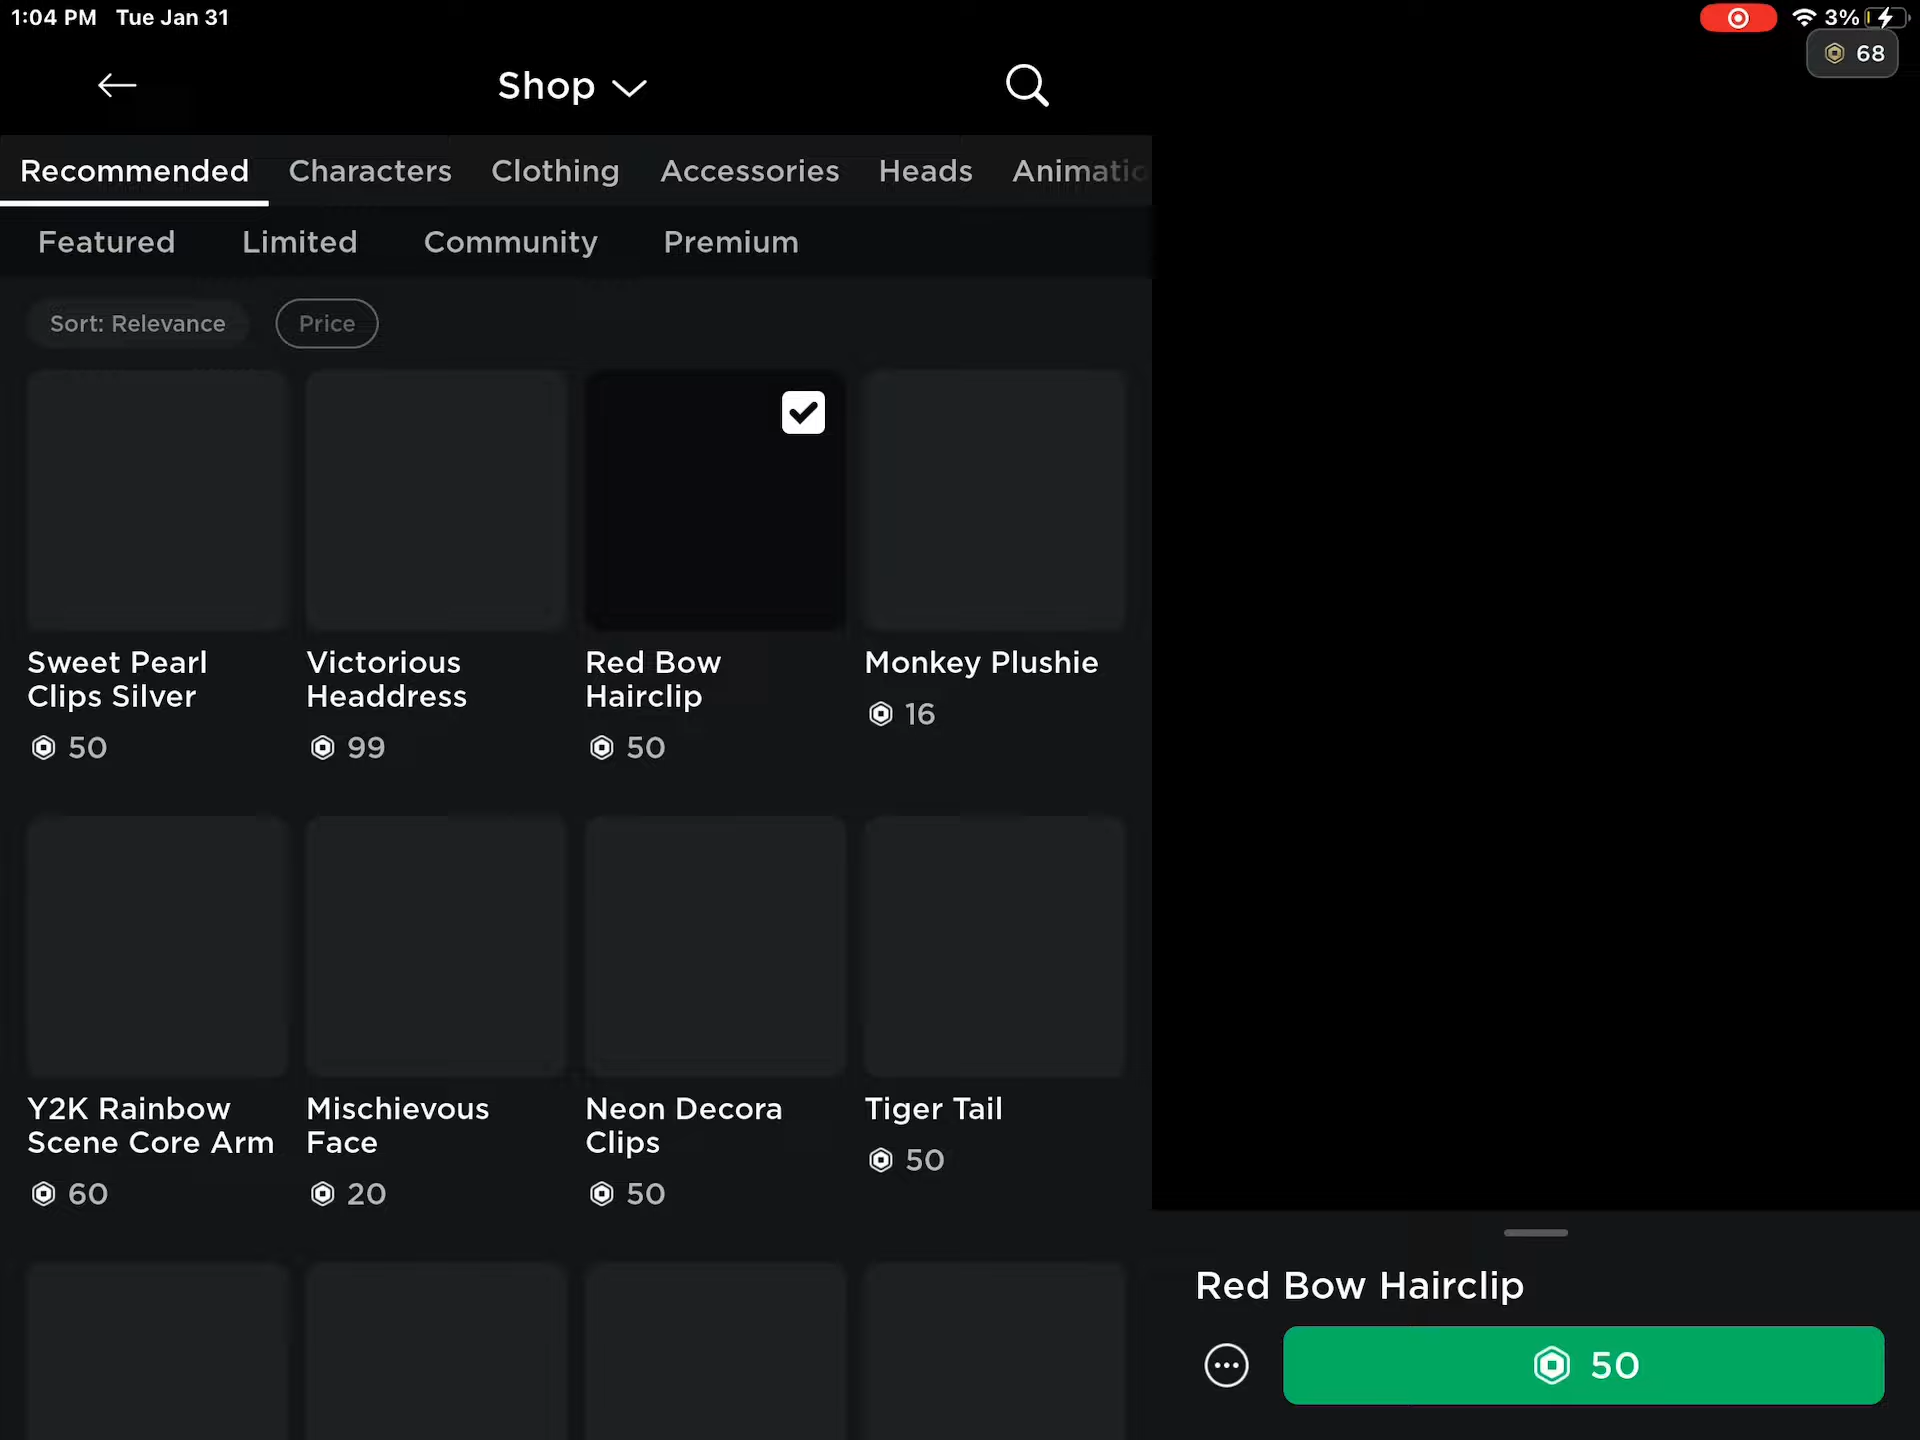 1:04 PM Tue Jan 31
3%
68
Shop
Recommended Characters Clothing Accessories Heads Animatio
Featured Limited Community Premium
Sort: Relevance Price
Sweet Pearl
Clips Silver
50
Victorious
Headdress
99
Red Bow
Hairclip
50
Monkey Plushie
16
Y2K Rainbow
Scene Core Arm
60
Mischievous
Face
20
Neon Decora
Clips
50
Tiger Tail
50
Red Bow Hairclip
50